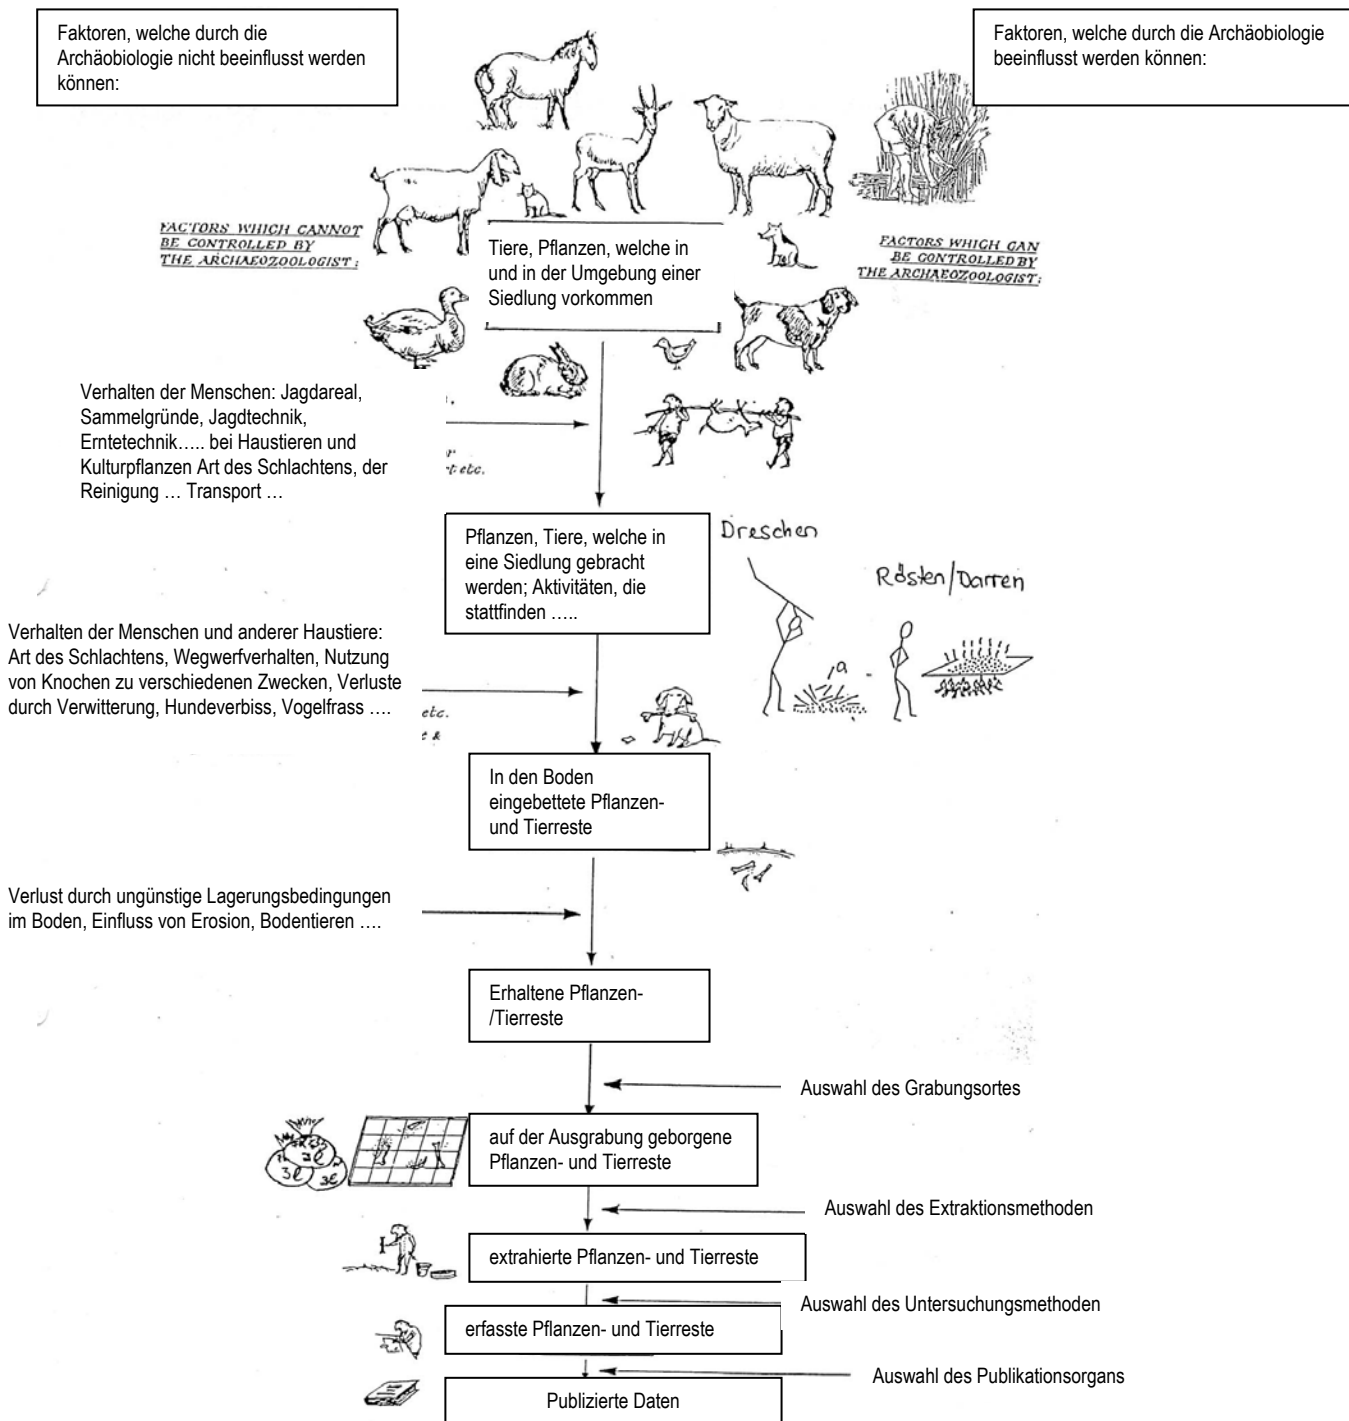 Faktoren, welche durch die
Archäobiologie nicht beeinflusst werden
können:
Faktoren, welche durch die Archäobiologie
beeinflusst werden können:
FACTORS WHICH CANNOT
BE CONTROLLED BY
THE ARCHAEOZOOLOGIST:
FACTORS WHICH CAN
BE CONTROLLED BY
THE ARCHAEOZOOLOGIST:
Tiere, Pflanzen, welche in
und in der Umgebung einer
Siedlung vorkommen
Verhalten der Menschen: Jagdareal,
Sammelgründe, Jagdtechnik,
Erntetechnik….. bei Haustieren und
Kulturpflanzen Art des Schlachtens, der
Reinigung … Transport …
etc.
Pflanzen, Tiere, welche in
eine Siedlung gebracht
werden; Aktivitäten, die
stattfinden …..
Dreschen
Rösten/Darren
Verhalten der Menschen und anderer Haustiere:
Art des Schlachtens, Wegwerfverhalten, Nutzung
von Knochen zu verschiedenen Zwecken, Verluste
durch Verwitterung, Hundeverbiss, Vogelfrass ….
etc.
&
In den Boden
eingebettete Pflanzen-
und Tierreste
Verlust durch ungünstige Lagerungsbedingungen
im Boden, Einfluss von Erosion, Bodentieren ….
Erhaltene Pflanzen-
/Tierreste
Auswahl des Grabungsortes
auf der Ausgrabung geborgene
Pflanzen- und Tierreste
3l
3l
3l
Auswahl des Extraktionsmethoden
extrahierte Pflanzen- und Tierreste
Auswahl des Untersuchungsmethoden
erfasste Pflanzen- und Tierreste
Auswahl des Publikationsorgans
Publizierte Daten